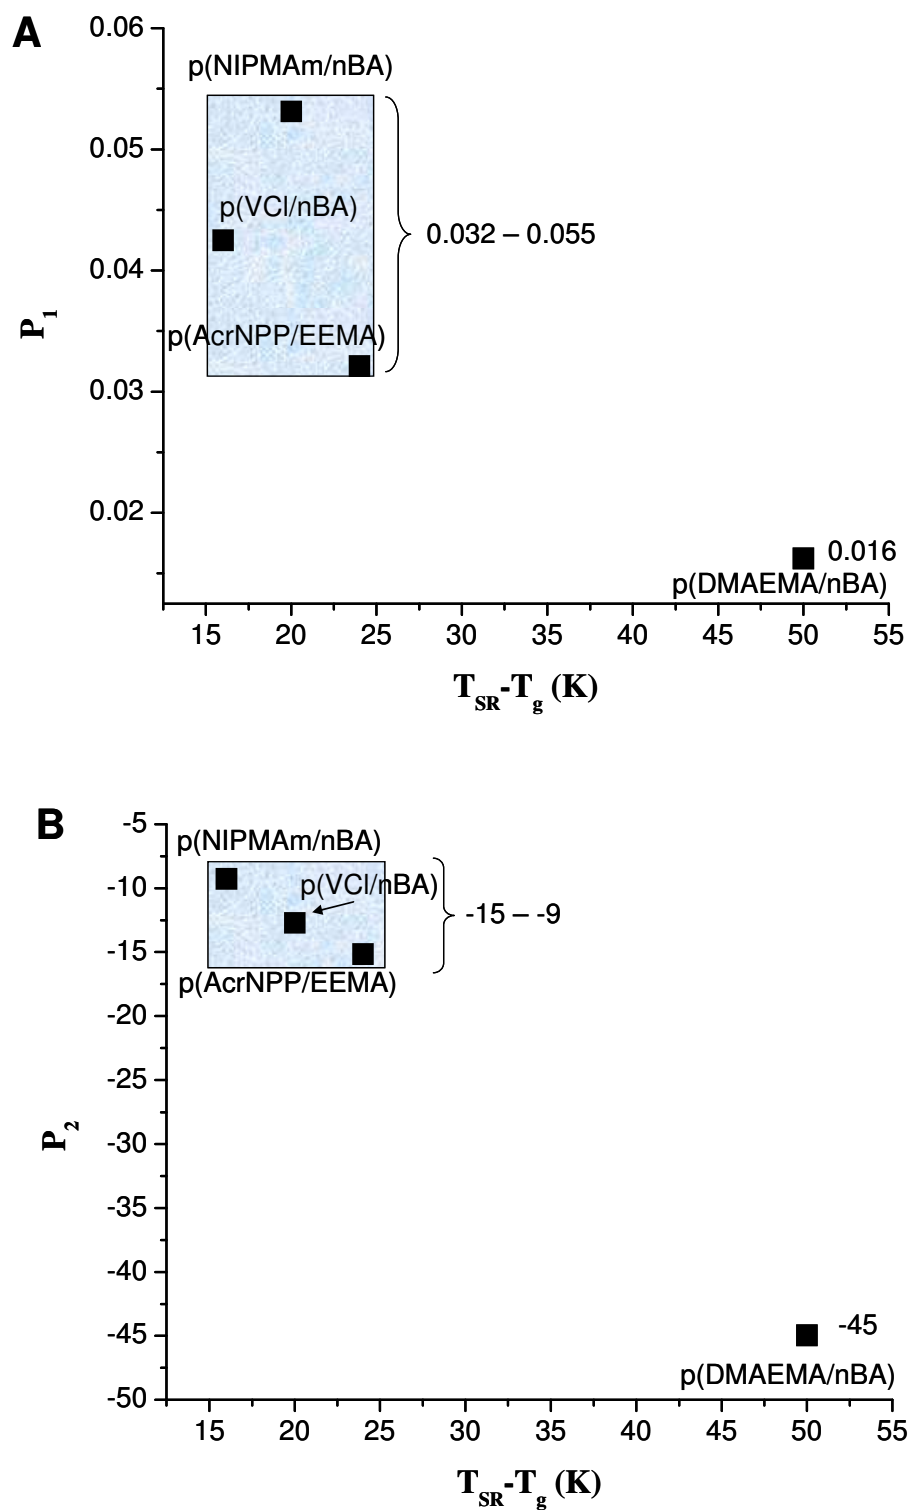 A
0.06
p(NIPMAm/nBA)
0.05
p(VCl/nBA)
0.032 – 0.055
0.04
P1
p(AcrNPP/EEMA)
0.03
0.02
0.016
p(DMAEMA/nBA)
15 20 25 30 35 40 45 50 55
TSR-Tg (K)
B
-5
p(NIPMAm/nBA)
-10
p(VCl/nBA)
-15 – -9
-15
p(AcrNPP/EEMA)
-20
-25
-30
P2
-35
-40
-45
-45
p(DMAEMA/nBA)
-50
15 20 25 30 35 40 45 50 55
TSR-Tg (K)